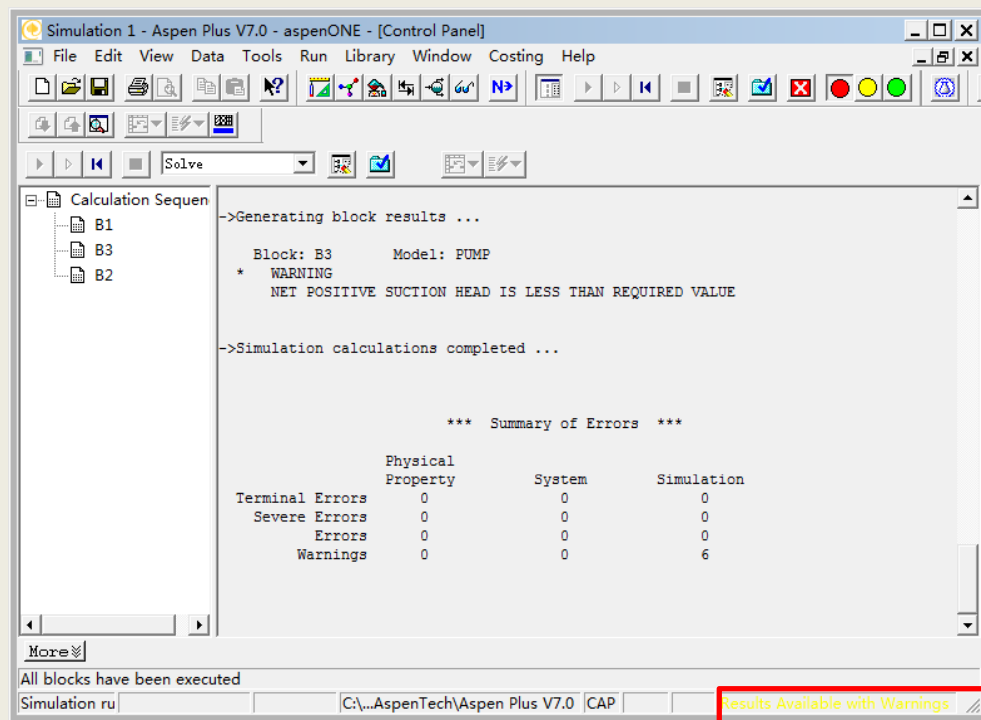 Simulation 1 - Aspen Plus V7.0 - aspenONE - [Control Panel]
File Edit View Data Tools Run Library Window Costing Help
N>
Solve
Calculation Sequen
B1
B3
B2
->Generating block results ...
Block: B3 Model: PUMP
* WARNING
NET POSITIVE SUCTION HEAD IS LESS THAN REQUIRED VALUE
->Simulation calculations completed ...
*** Summary of Errors ***
Physical
Property System Simulation
Terminal Errors 0 0 0
Severe Errors 0 0 0
Errors 0 0 0
Warnings 0 0 6
More
All blocks have been executed
Simulation ru C:\...AspenTech\Aspen Plus V7.0 CAP Results Available with Warnings